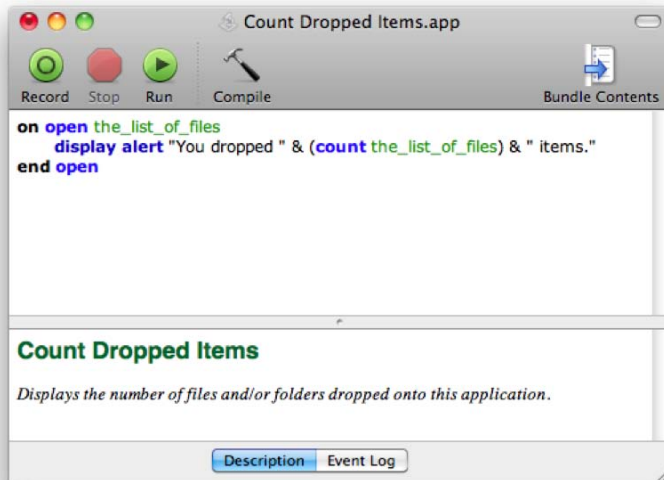 Count Dropped Items.app
Record Stop Run Compile Bundle Contents
on open the_list_of_files
display alert "You dropped " & (count the_list_of_files) & " items."
end open
Count Dropped Items
Displays the number of files and/or folders dropped onto this application.
Description Event Log